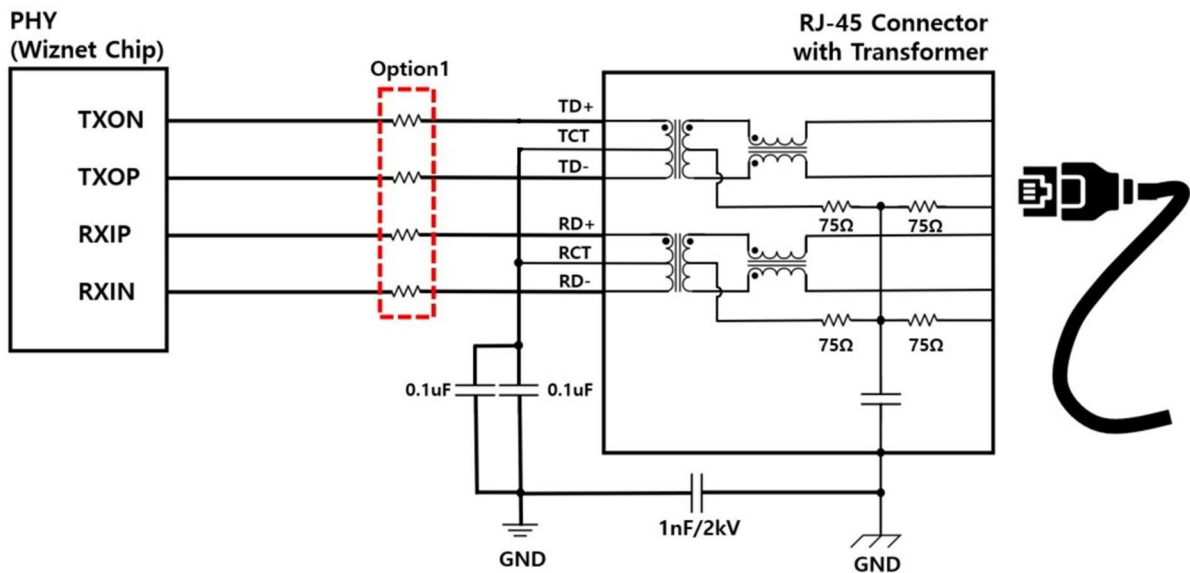 PHY
(Wiznet Chip)
RJ-45 Connector
with Transformer
Option1
TXON
TD+
TCT
TXOP
TD-
75Ω
75Ω
RXIP
RD+
RCT
RXIN
RD-
75Ω
75Ω
0.1uF
0.1uF
1nF/2kV
GND
GND